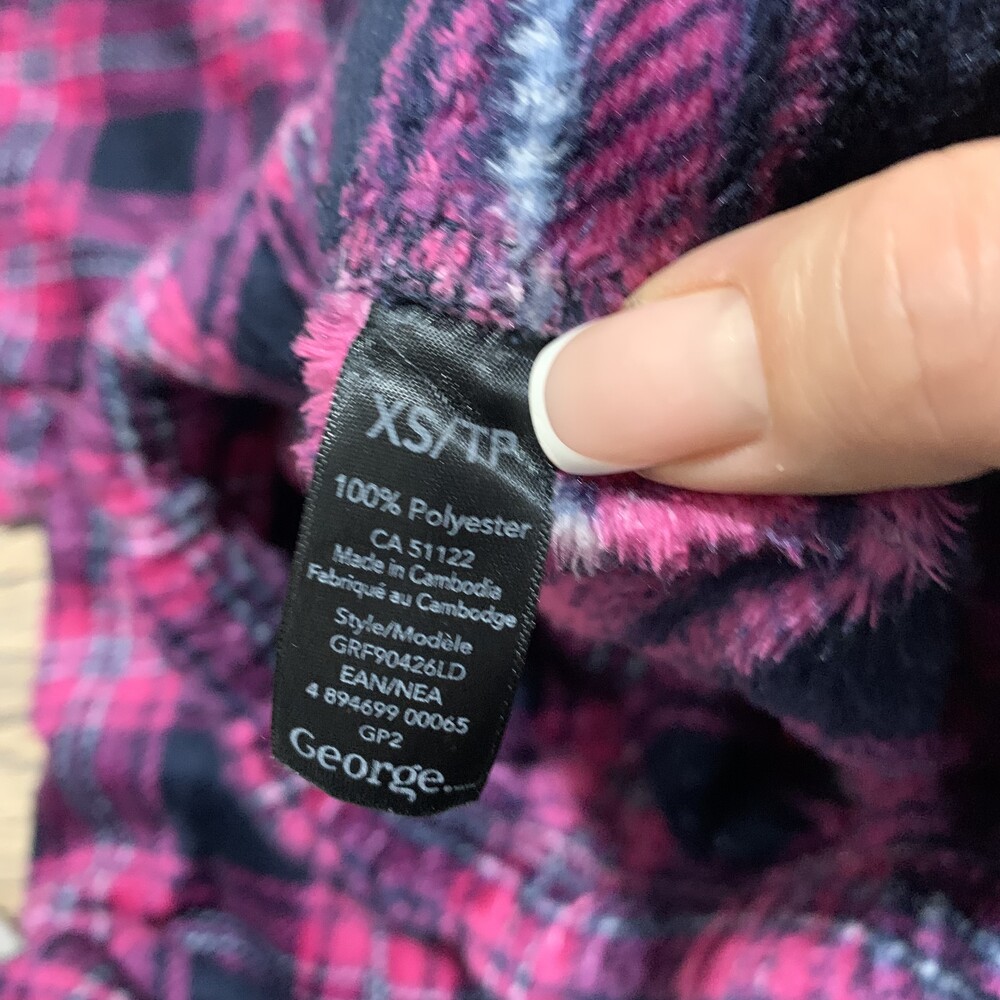 XS/TP
100% Polyester
CA 51122
Made in Cambodia
Fabriqué au Cambodge
Style/Modèle
GRF90426LD
EAN/NEA
4 894699 00065
GP2
George.